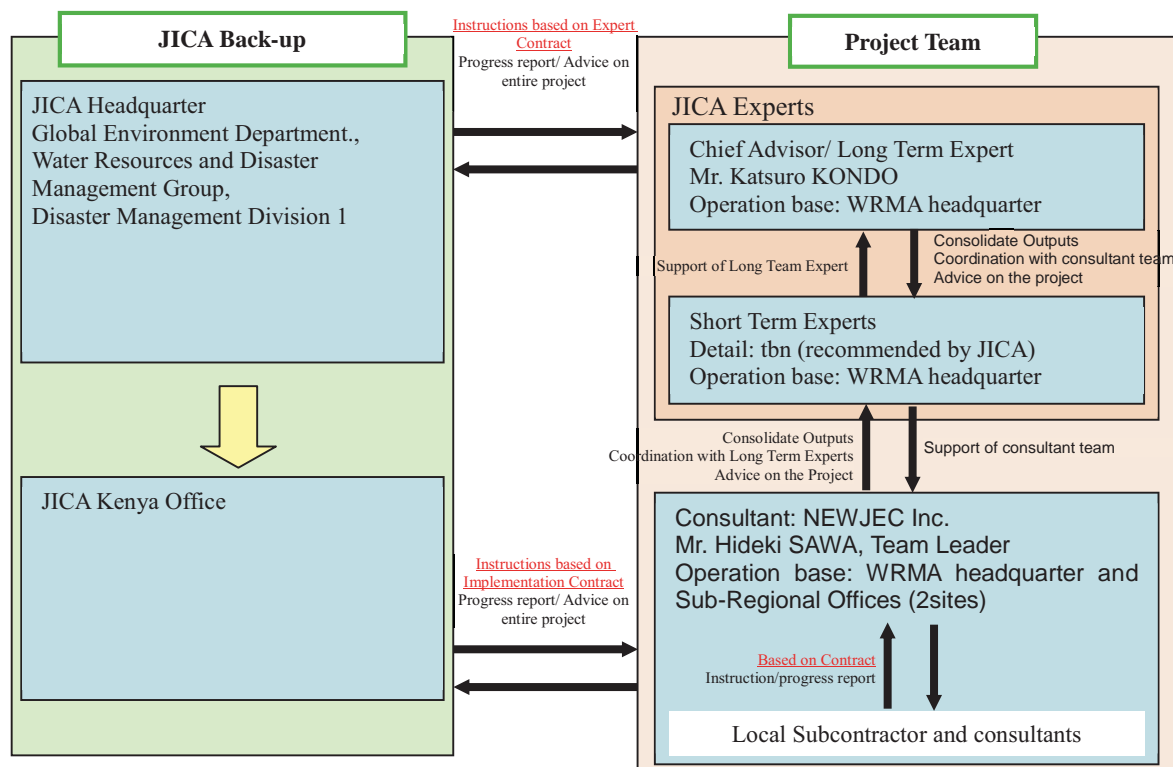 JICA Back-up
JICA Headquarter
Global Environment Department.,
Water Resources and Disaster
Management Group,
Disaster Management Division 1
JICA Kenya Office
Instructions based on Expert
Contract
Progress report/ Advice on
entire project
Instructions based on
Implementation Contract
Progress report/ Advice on
entire project
Project Team
JICA Experts
Chief Advisor/ Long Term Expert
Mr. Katsuro KONDO
Operation base: WRMA headquarter
Support of Long Team Expert
Consolidate Outputs
Coordination with consultant team
Advice on the project
Short Term Experts
Detail: tbn (recommended by JICA)
Operation base: WRMA headquarter
Consolidate Outputs
Coordination with Long Term Experts
Advice on the Project
Support of consultant team
Consultant: NEWJEC Inc.
Mr. Hideki SAWA, Team Leader
Operation base: WRMA headquarter and
Sub-Regional Offices (2sites)
Based on Contract
Instruction/progress report
Local Subcontractor and consultants